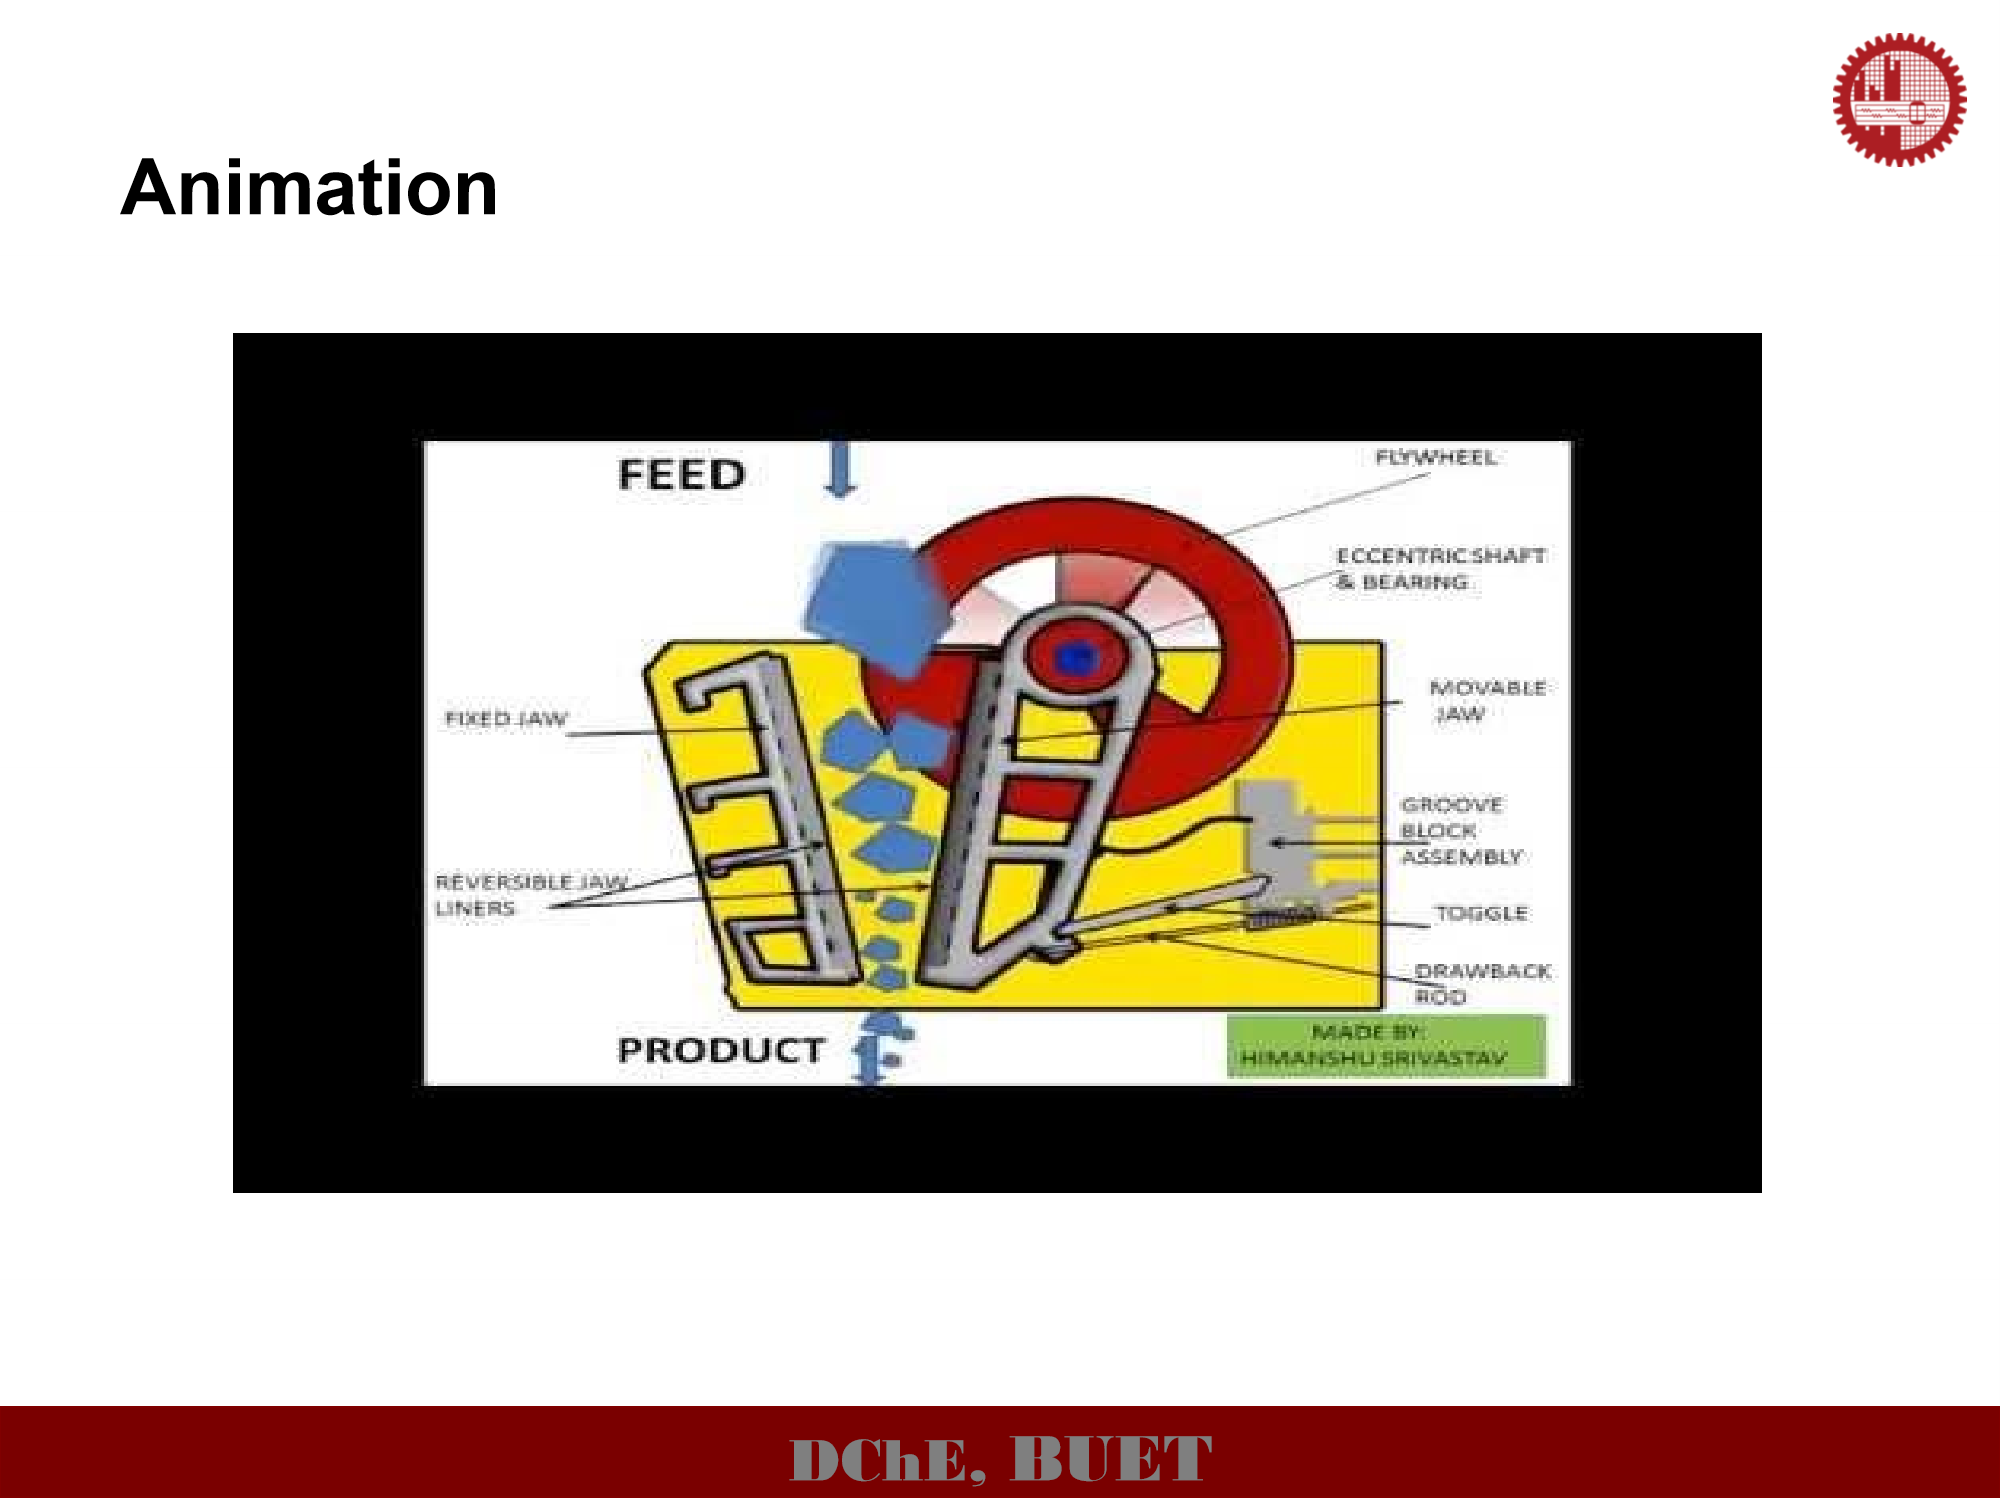 Animation
FEED
FLYWHEEL
ECCENTRIC SHAFT
& BEARING
FIXED JAW
MOVABLE
JAW
GROOVE
BLOCK
ASSEMBLY
REVERSIBLE JAW
LINERS
TOGGLE
DRAWBACK
ROD
PRODUCT
MADE BY:
HIMANSHU SRIVASTAV
DChE, BUET